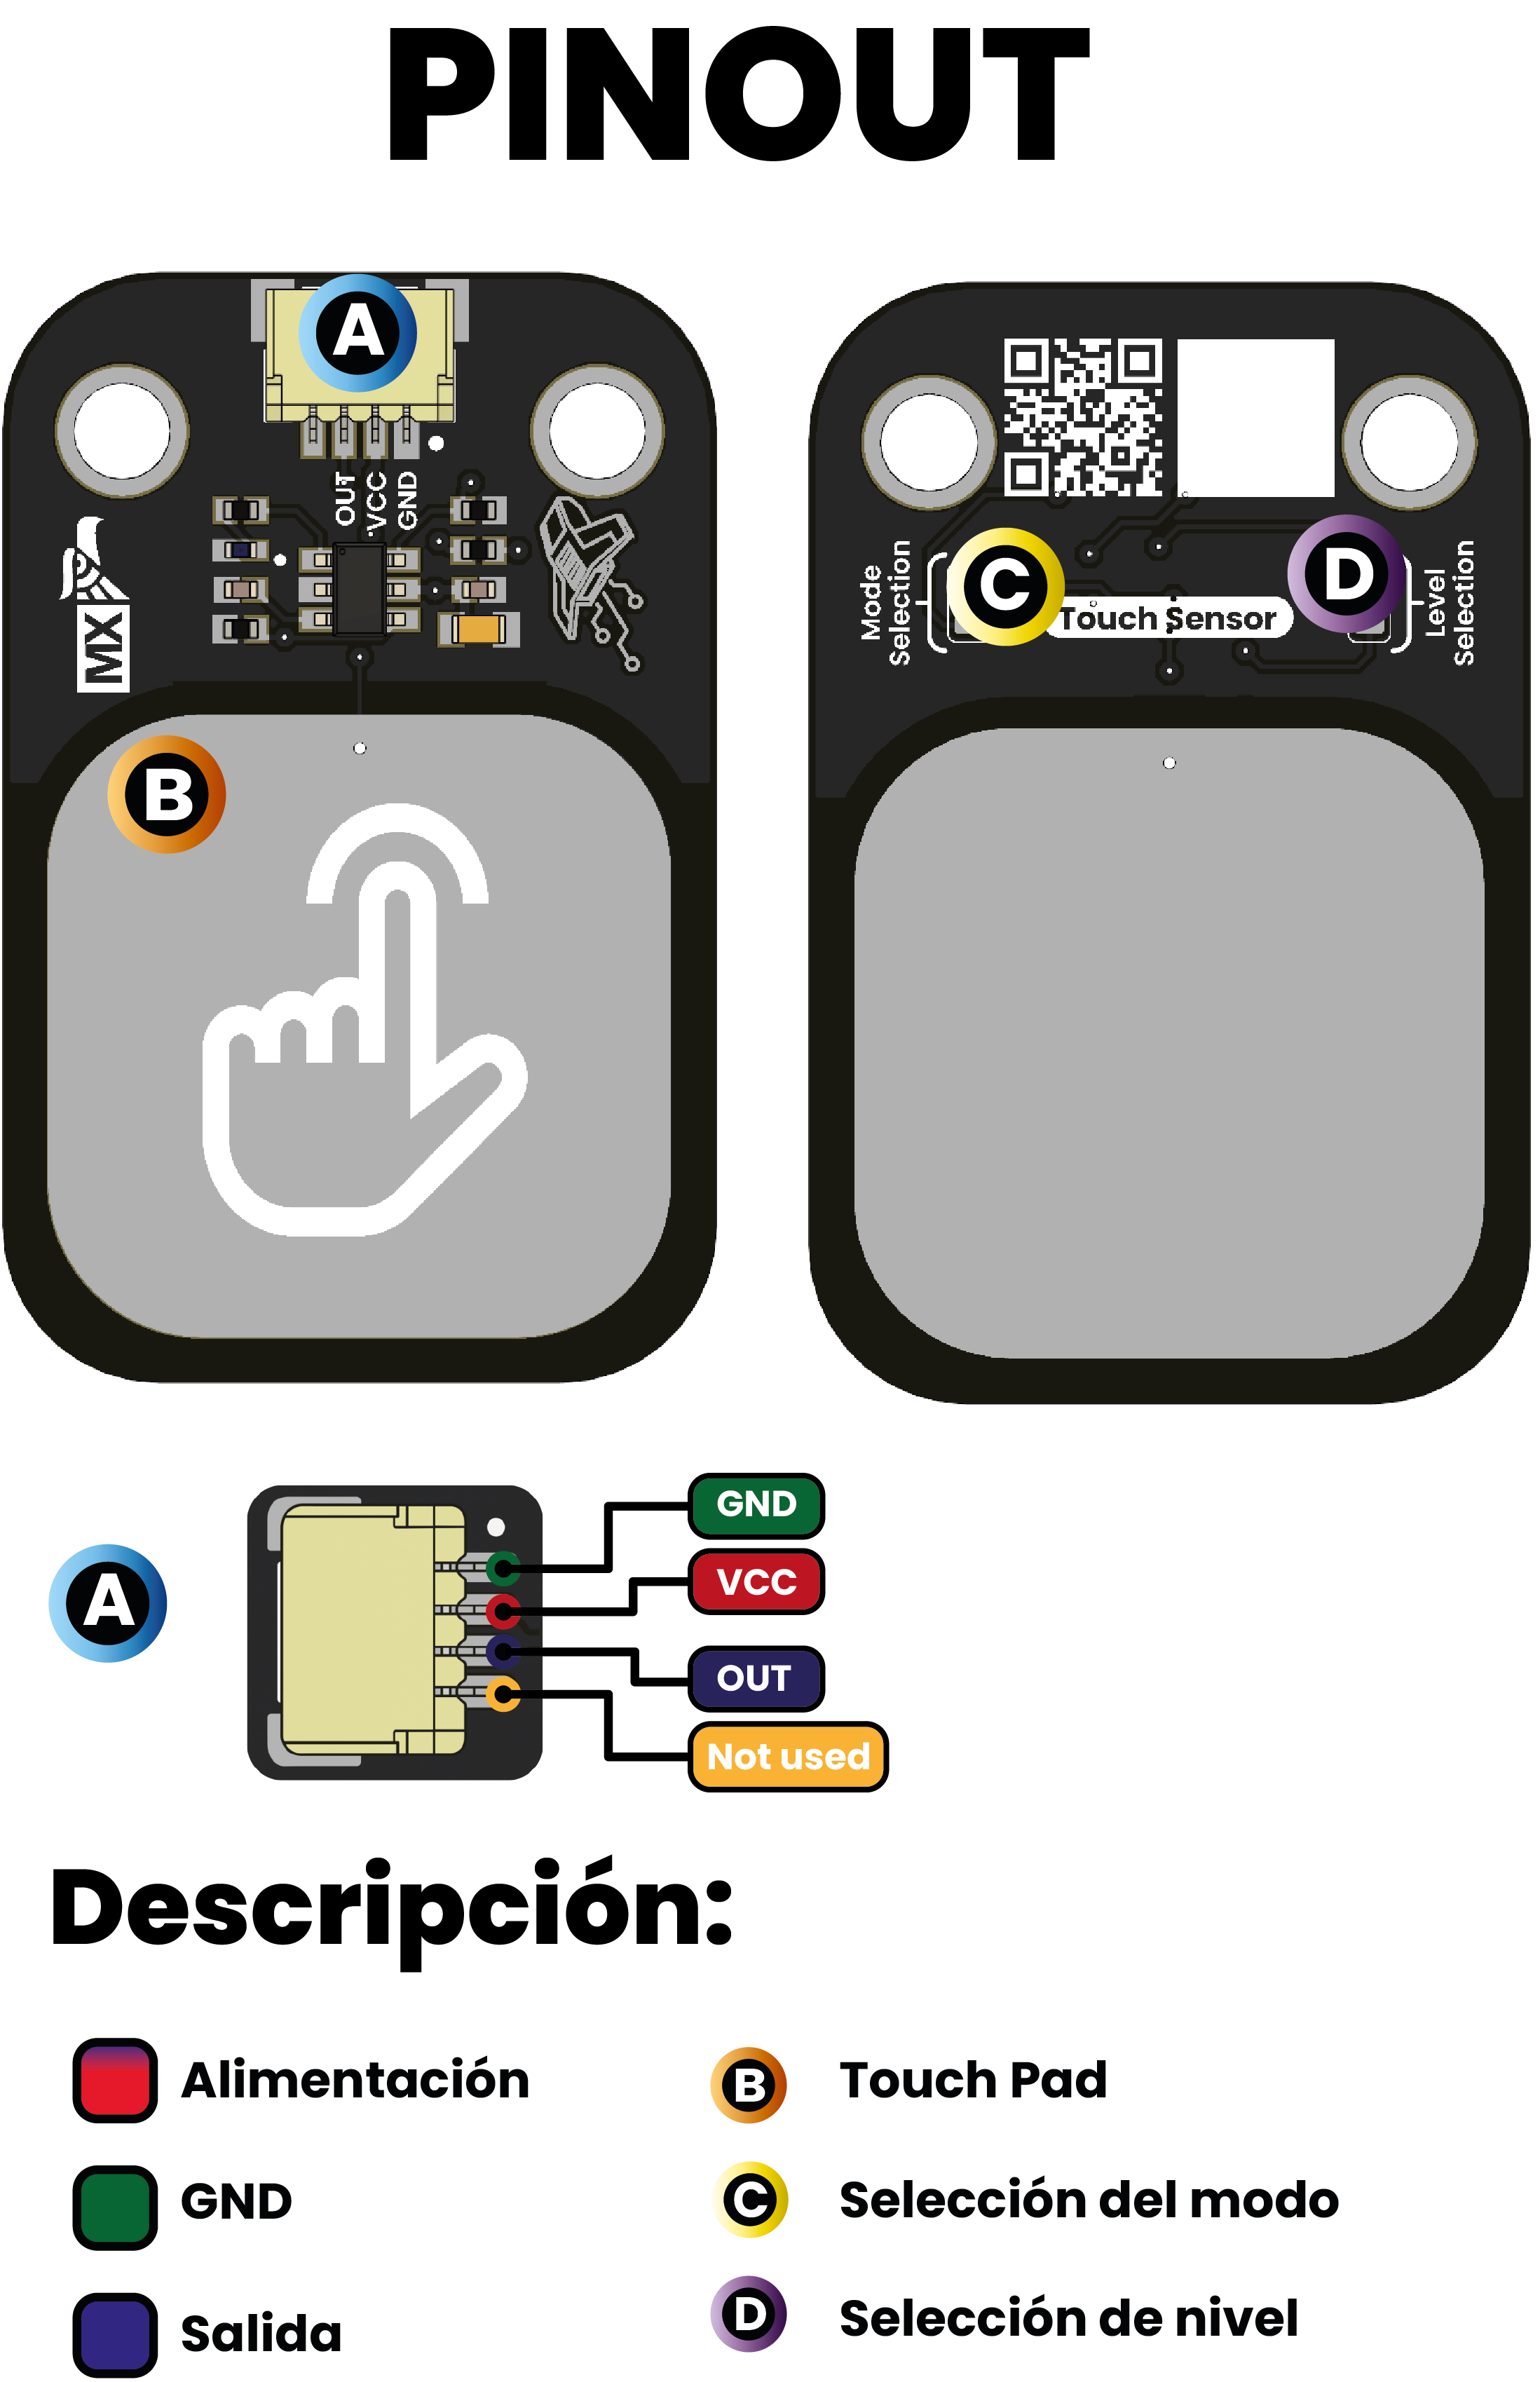 PINOUT
A
OUT
VCC
GND
MX
B
Mode
Selection
C
Touch Sensor
D
Level
Selection
A
GND
VCC
OUT
Not used
Descripción:
Alimentación
B Touch Pad
GND
C Selección del modo
Salida
D Selección de nivel